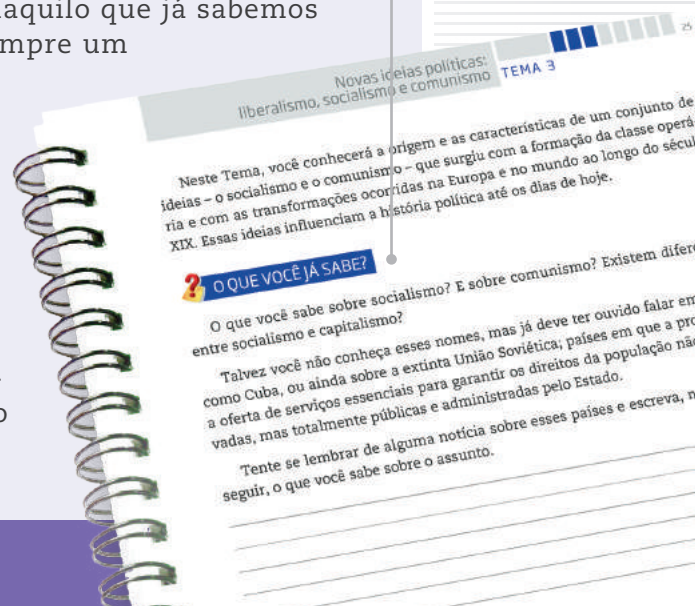 aquilo que já sabemos
mpre um
25
Novas ideias políticas:
liberalismo, socialismo e comunismo
TEMA 3
Neste Tema, você conhecerá a origem e as características de um conjunto de
ideias – o socialismo e o comunismo – que surgiu com a formação da classe operá
ria e com as transformações ocorridas na Europa e no mundo ao longo do sécul
XIX. Essas ideias influenciam a história política até os dias de hoje.
? O QUE VOCÊ JÁ SABE?
O que você sabe sobre socialismo? E sobre comunismo? Existem difere
entre socialismo e capitalismo?
Talvez você não conheça esses nomes, mas já deve ter ouvido falar em
como Cuba, ou ainda sobre a extinta União Soviética; países em que a pro
a oferta de serviços essenciais para garantir os direitos da população não
vadas, mas totalmente públicas e administradas pelo Estado.
Tente se lembrar de alguma notícia sobre esses países e escreva, n
seguir, o que você sabe sobre o assunto.
o